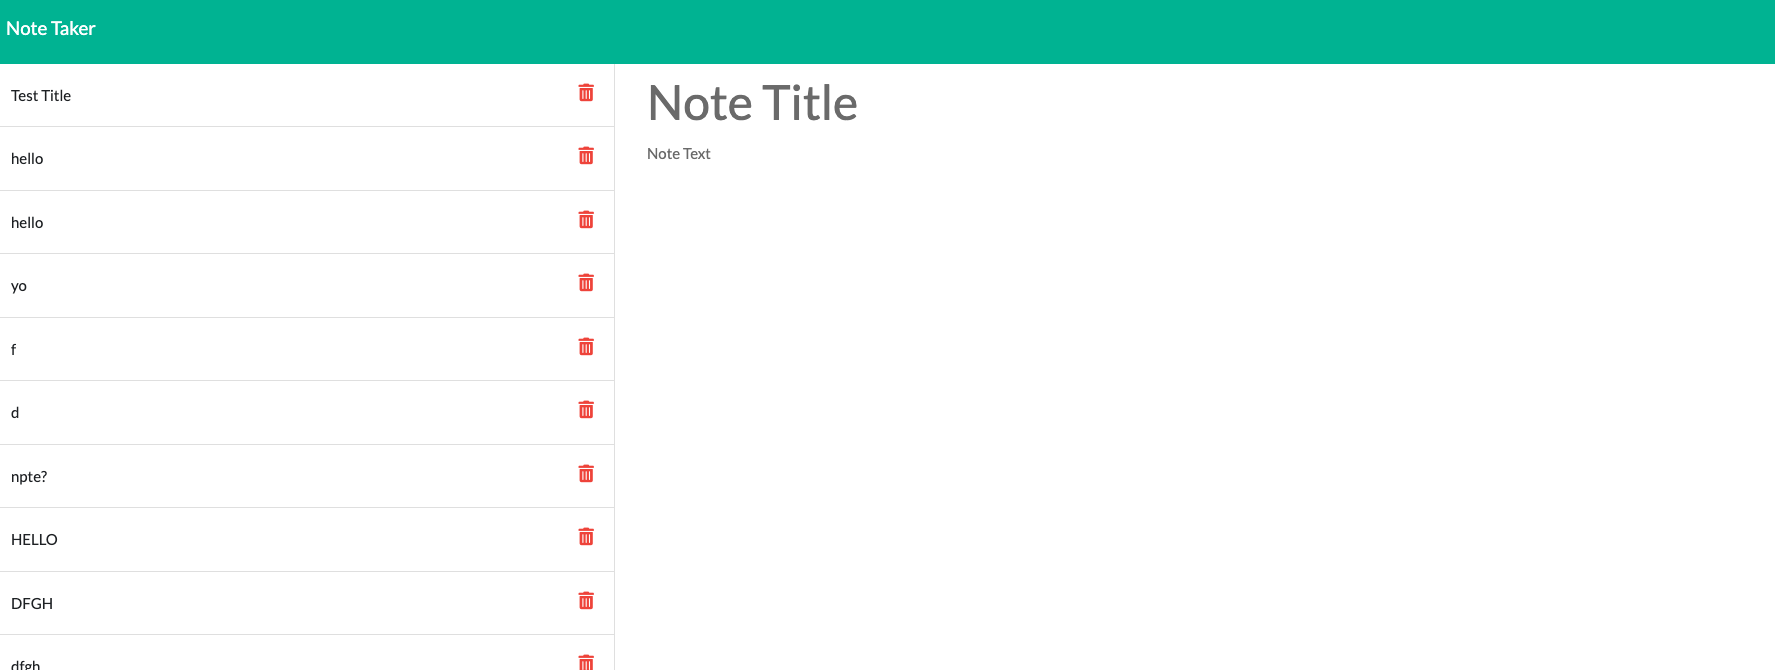 Note Taker
Test Title
hello
hello
yo
f
d
npte?
HELLO
DFGH
dfgh
Note Title
Note Text